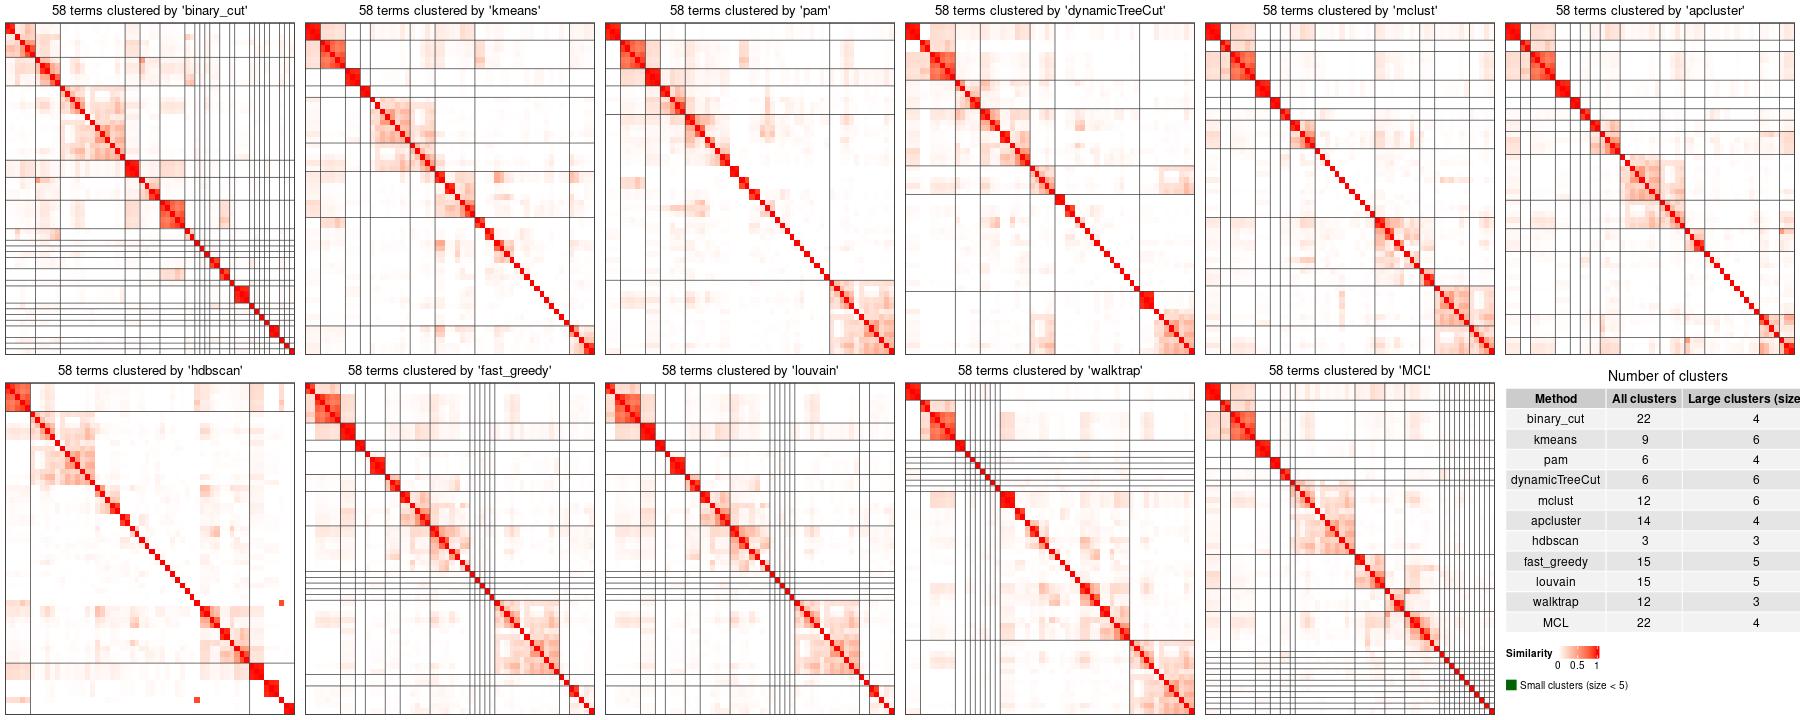 58 terms clustered by 'binary_cut'
58 terms clustered by 'kmeans'
58 terms clustered by 'pam'
58 terms clustered by 'dynamicTreeCut'
58 terms clustered by 'mclust'
58 terms clustered by 'apcluster'
58 terms clustered by 'hdbscan'
58 terms clustered by 'fast_greedy'
58 terms clustered by 'louvain'
58 terms clustered by 'walktrap'
58 terms clustered by 'MCL'
Number of clusters
Method All clusters Large clusters (size
binary_cut 22 4
kmeans 9 6
pam 6 4
dynamicTreeCut 6 6
mclust 12 6
apcluster 14 4
hdbscan 3 3
fast_greedy 15 5
louvain 15 5
walktrap 12 3
MCL 22 4
Similarity
0 0.5 1
Small clusters (size < 5)